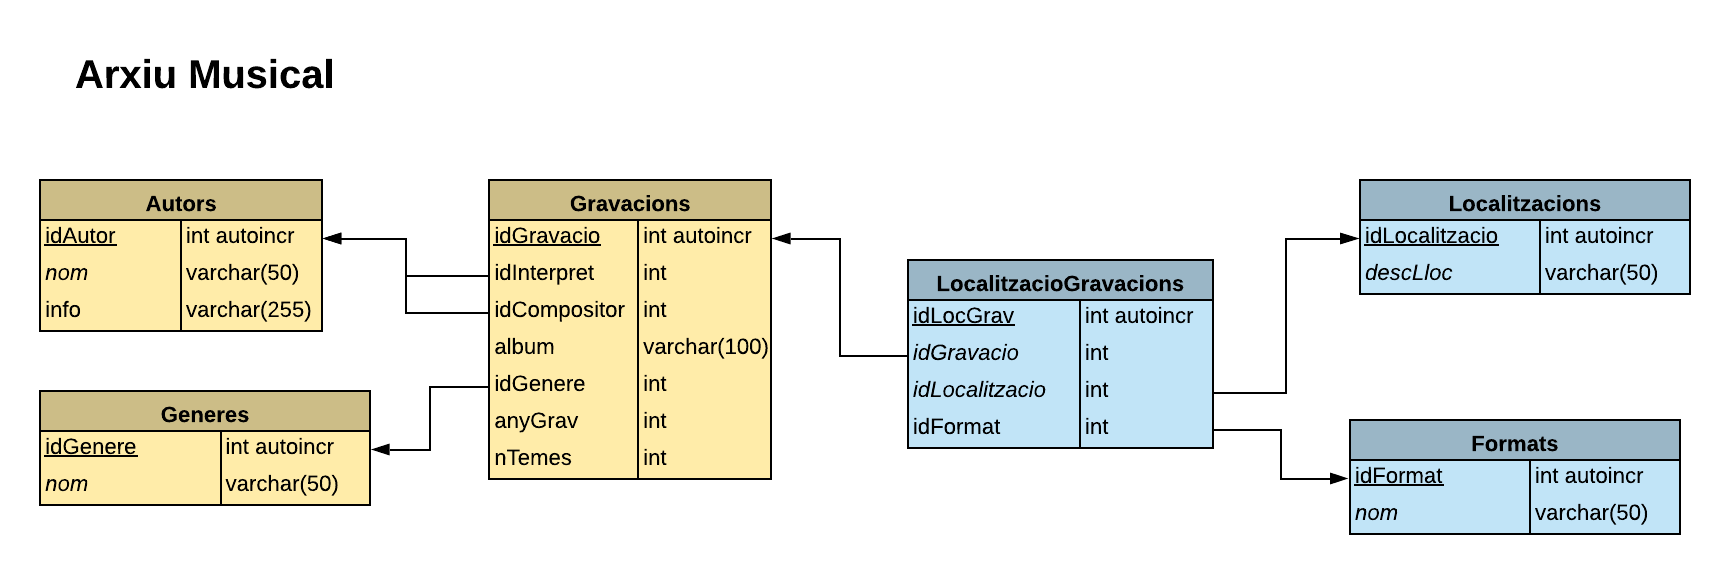 Arxiu Musical
Autors
idAutor int autoincr
nom varchar(50)
info varchar(255)
Generes
idGenere int autoincr
nom varchar(50)
Gravacions
idGravacio int autoincr
idInterpret int
idCompositor int
album varchar(100)
idGenere int
anyGrav int
nTemes int
LocalitzacioGravacions
idLocGrav int autoincr
idGravacio int
idLocalitzacio int
idFormat int
Localitzacions
idLocalitzacio int autoincr
descLloc varchar(50)
Formats
idFormat int autoincr
nom varchar(50)